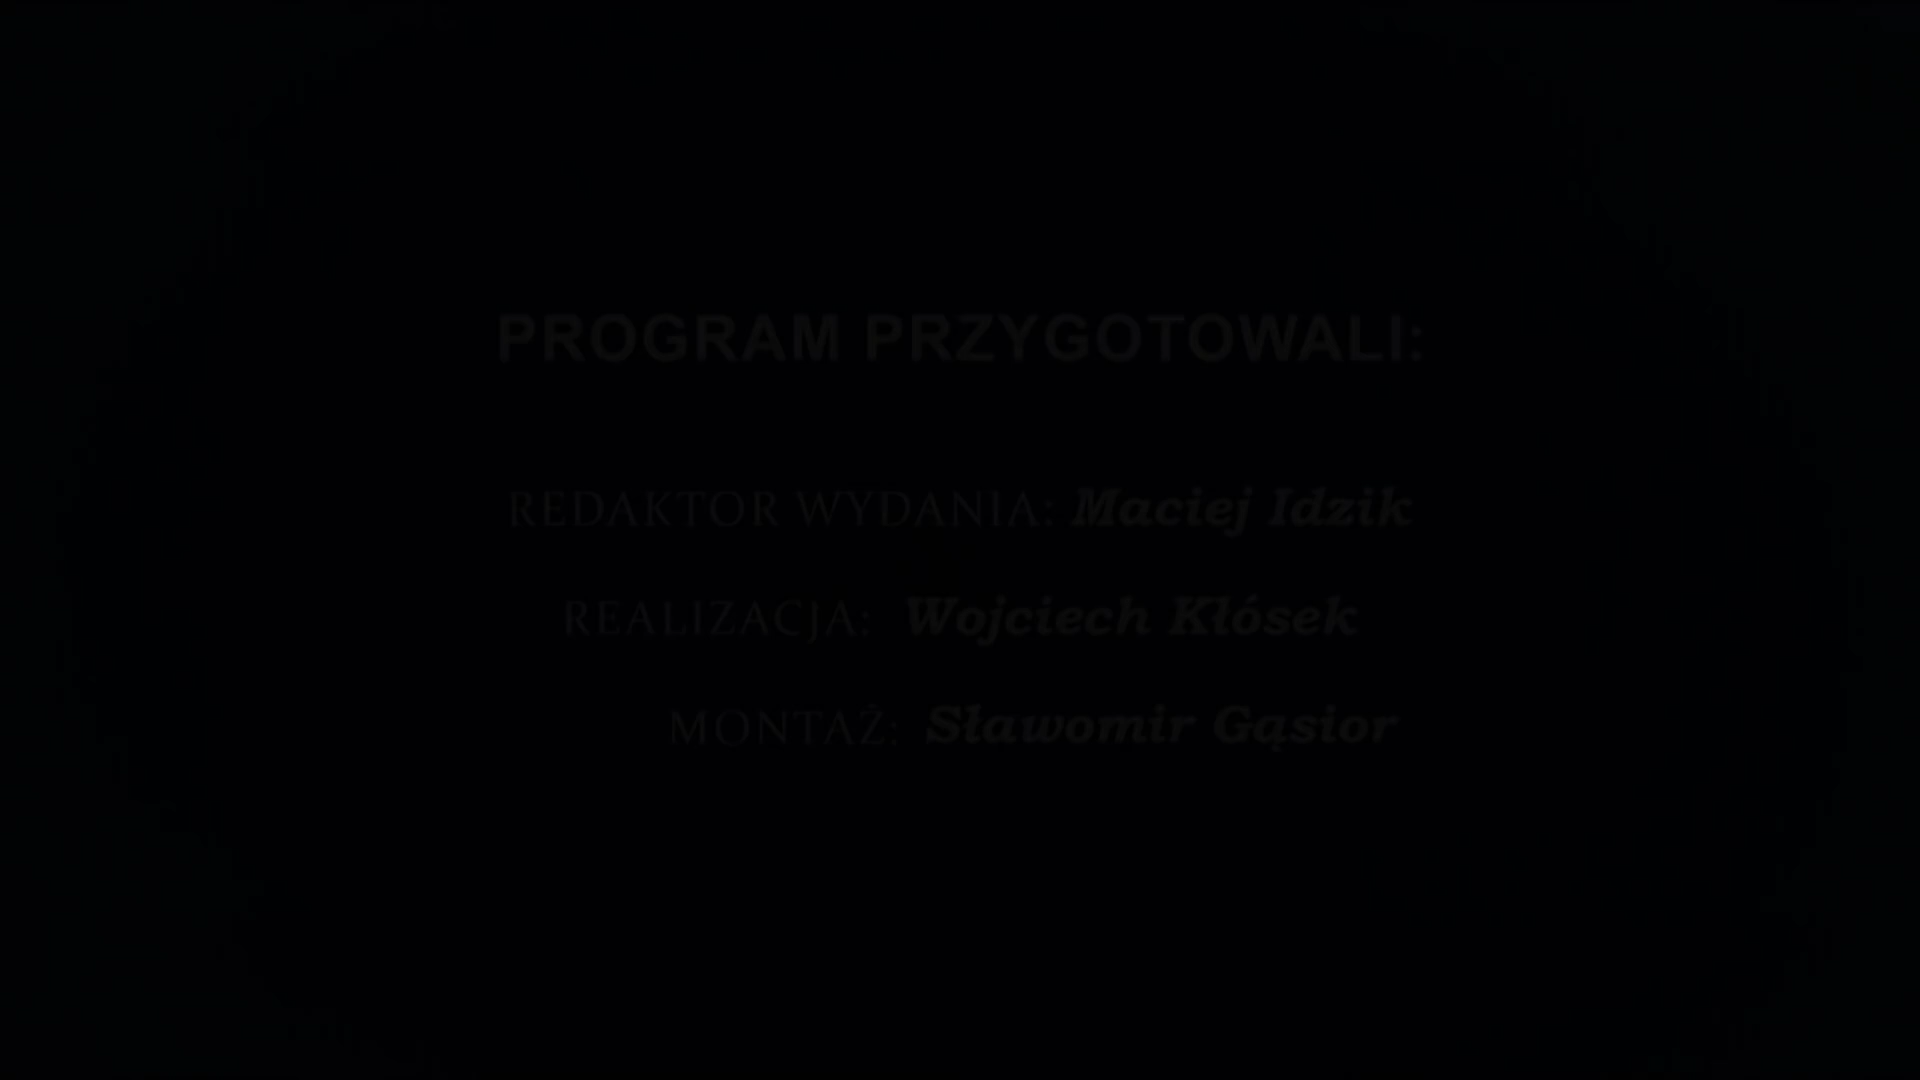 PROGRAM PRZYGOTOWALI:
REDAKTOR WYDANIA: Maciej Idzik
REALIZACJA: Wojciech Kłósek
MONTAŻ: Sławomir Gąsior